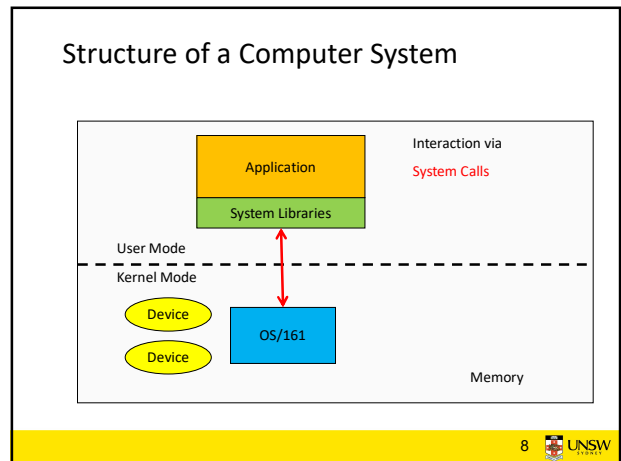 Structure of a Computer System
Interaction via
System Calls
Application
System Libraries
User Mode
Kernel Mode
Device
Device
OS/161
Memory
8
UNSW
SYDNEY